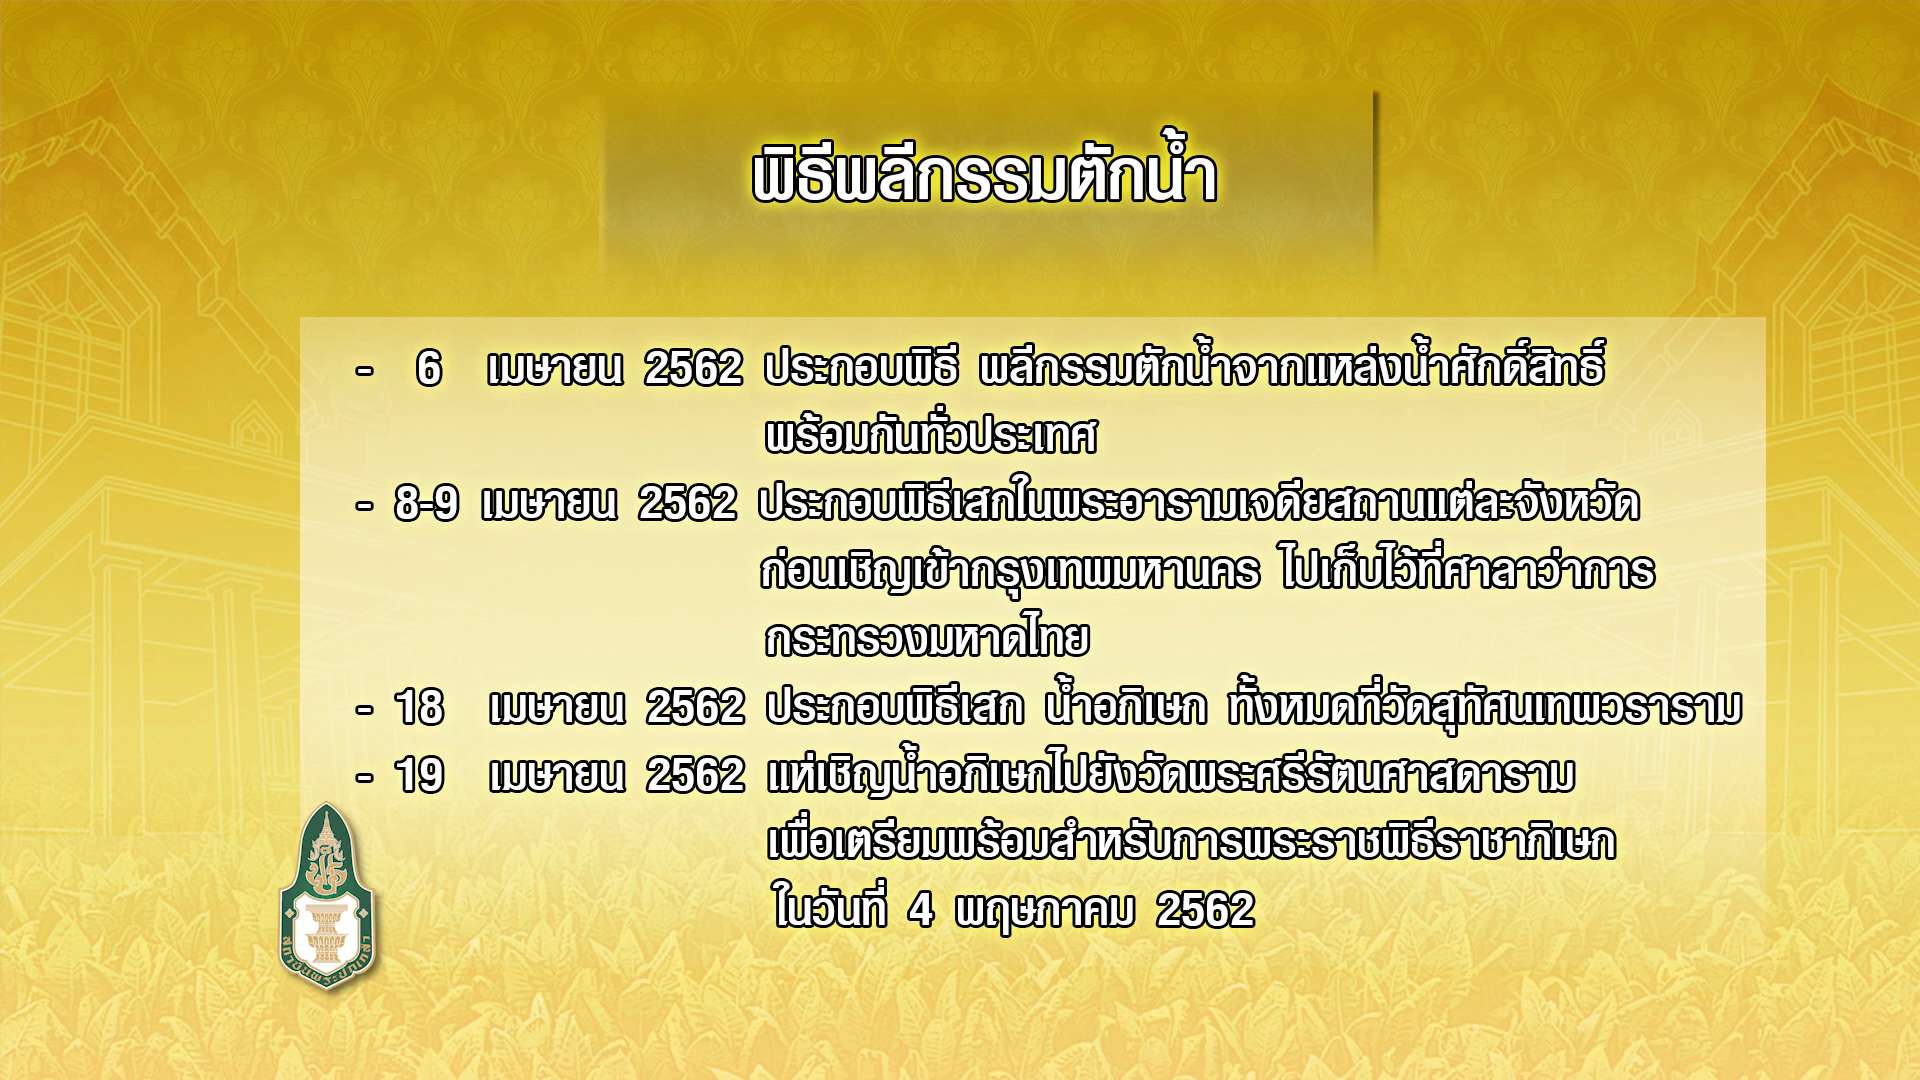 พิธีพลีกรรมตักน้ำ
- 6 เมษายน 2562 ประกอบพิธี พลีกรรมตักน้ำจากแหล่งน้ำศักดิ์สิทธิ์
พร้อมกันทั่วประเทศ
- 8-9 เมษายน 2562 ประกอบพิธีเสกในพระอารามเจดียสถานแต่ละจังหวัด
ก่อนเชิญเข้ากรุงเทพมหานคร ไปเก็บไว้ที่ศาลาว่าการ
กระทรวงมหาดไทย
- 18 เมษายน 2562 ประกอบพิธีเสก น้ำอภิเษก ทั้งหมดที่วัดสุทัศนเทพวราราม
- 19 เมษายน 2562 แห่เชิญน้ำอภิเษกไปยังวัดพระศรีรัตนศาสดาราม
เพื่อเตรียมพร้อมสำหรับการพระราชพิธีราชาภิเษก
ในวันที่ 4 พฤษภาคม 2562
สถาบันพระปกเกล้า